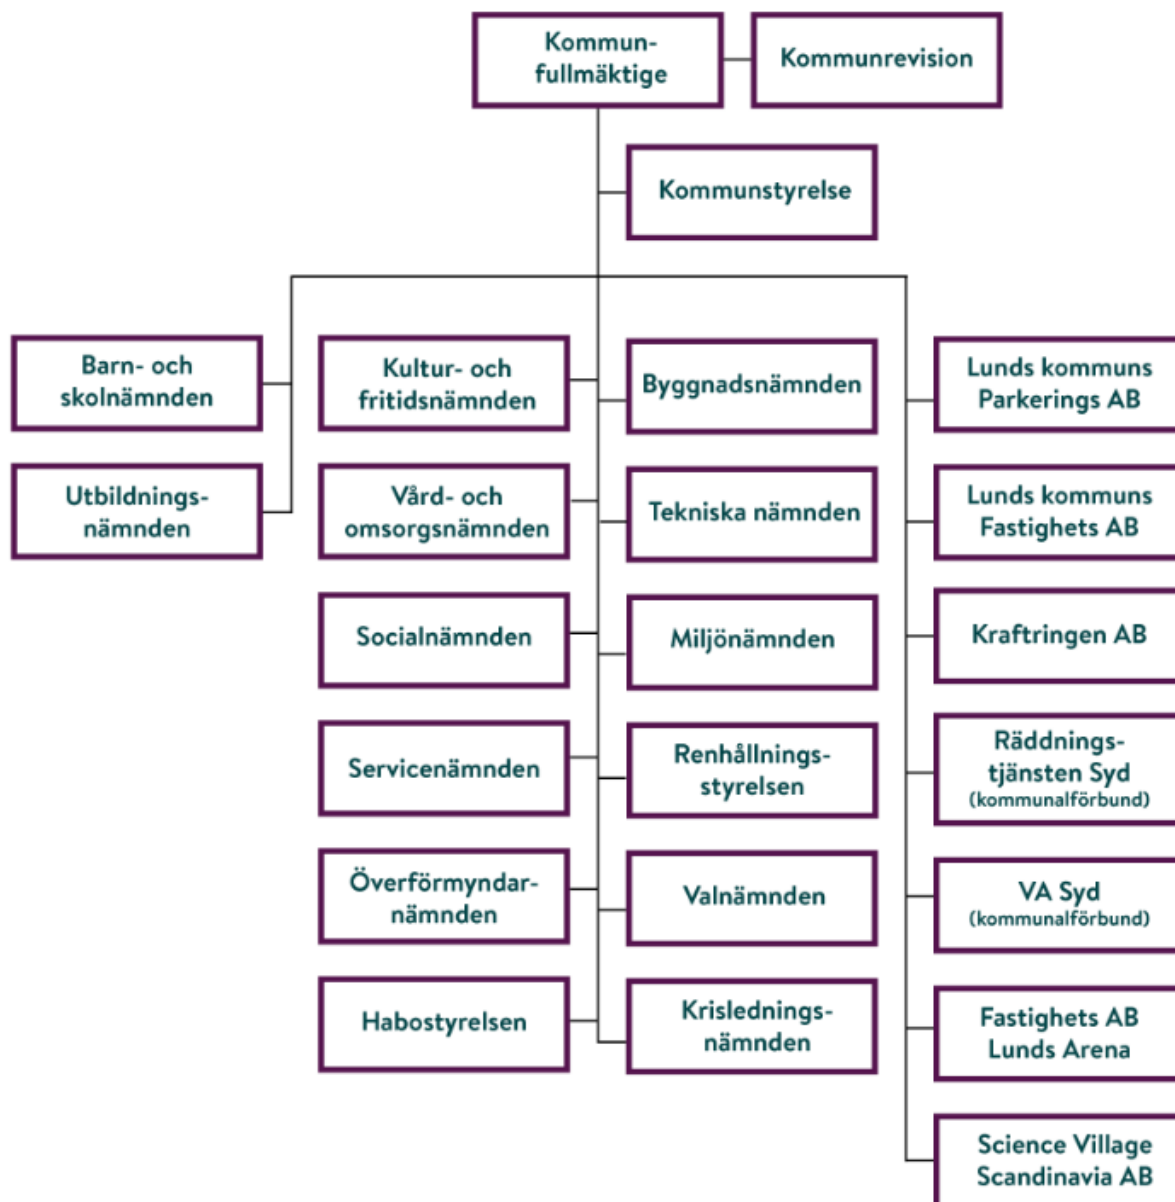 Kommun-
fullmäktige
Kommunrevision
Kommunstyrelse
Barn- och
skolnämnden
Utbildnings-
nämnden
Kultur- och
fritidsnämnden
Vård- och
omsorgsnämnden
Socialnämnden
Servicenämnden
Överförmyndar-
nämnden
Habostyrelsen
Byggnadsnämnden
Tekniska nämnden
Miljönämnden
Renhållnings-
styrelsen
Valnämnden
Krislednings-
nämnden
Lunds kommuns
Parkerings AB
Lunds kommuns
Fastighets AB
Kraftringen AB
Räddnings-
tjänsten Syd
(kommunalförbund)
VA Syd
(kommunalförbund)
Fastighets AB
Lunds Arena
Science Village
Scandinavia AB